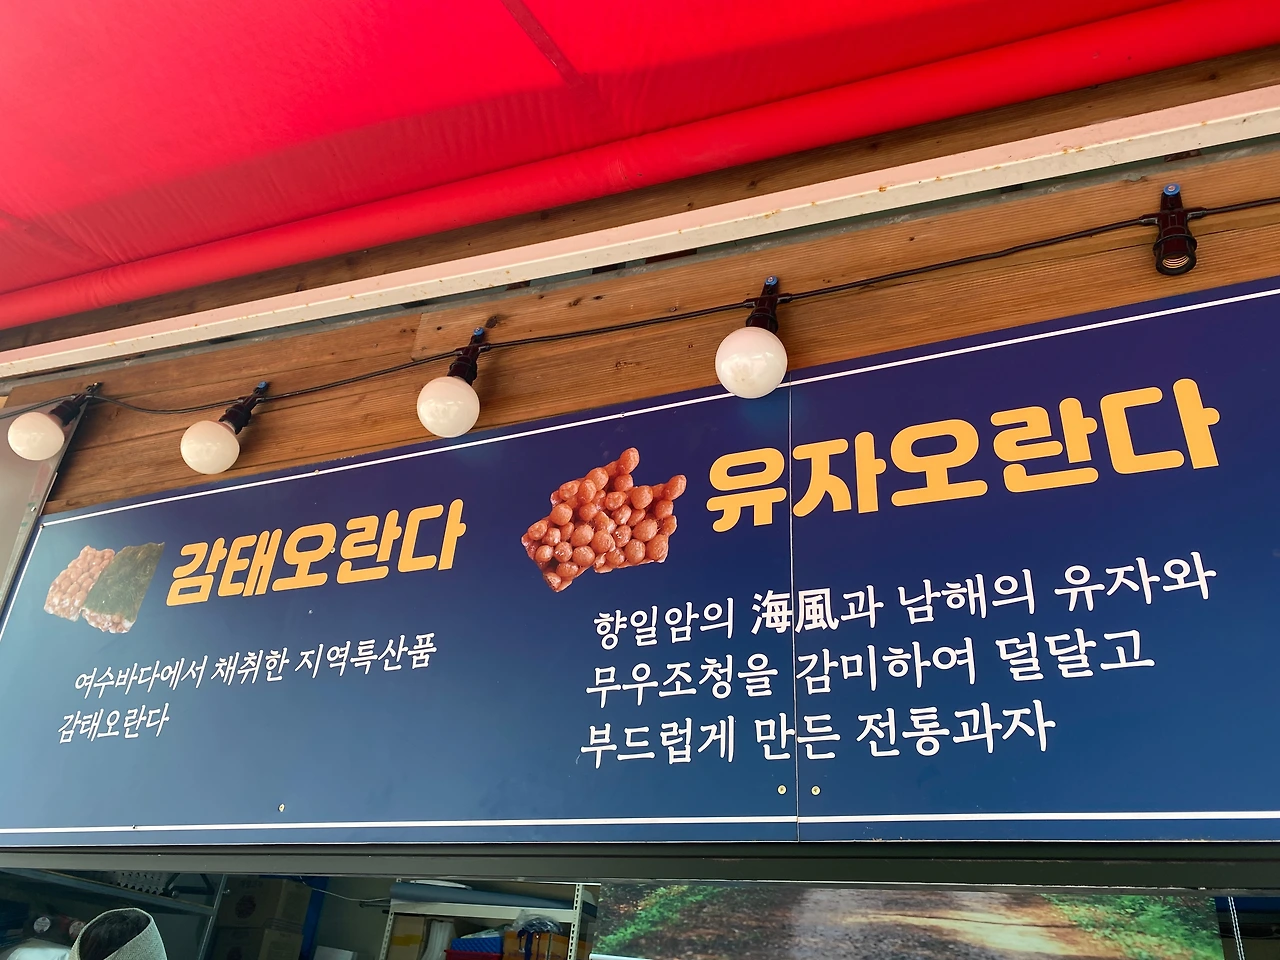 감태오란다
여수바다에서 채취한 지역특산품
감태오란다
유자오란다
향일암의 海風과 남해의 유자와
무우조청을 감미하여 덜달고
부드럽게 만든 전통과자